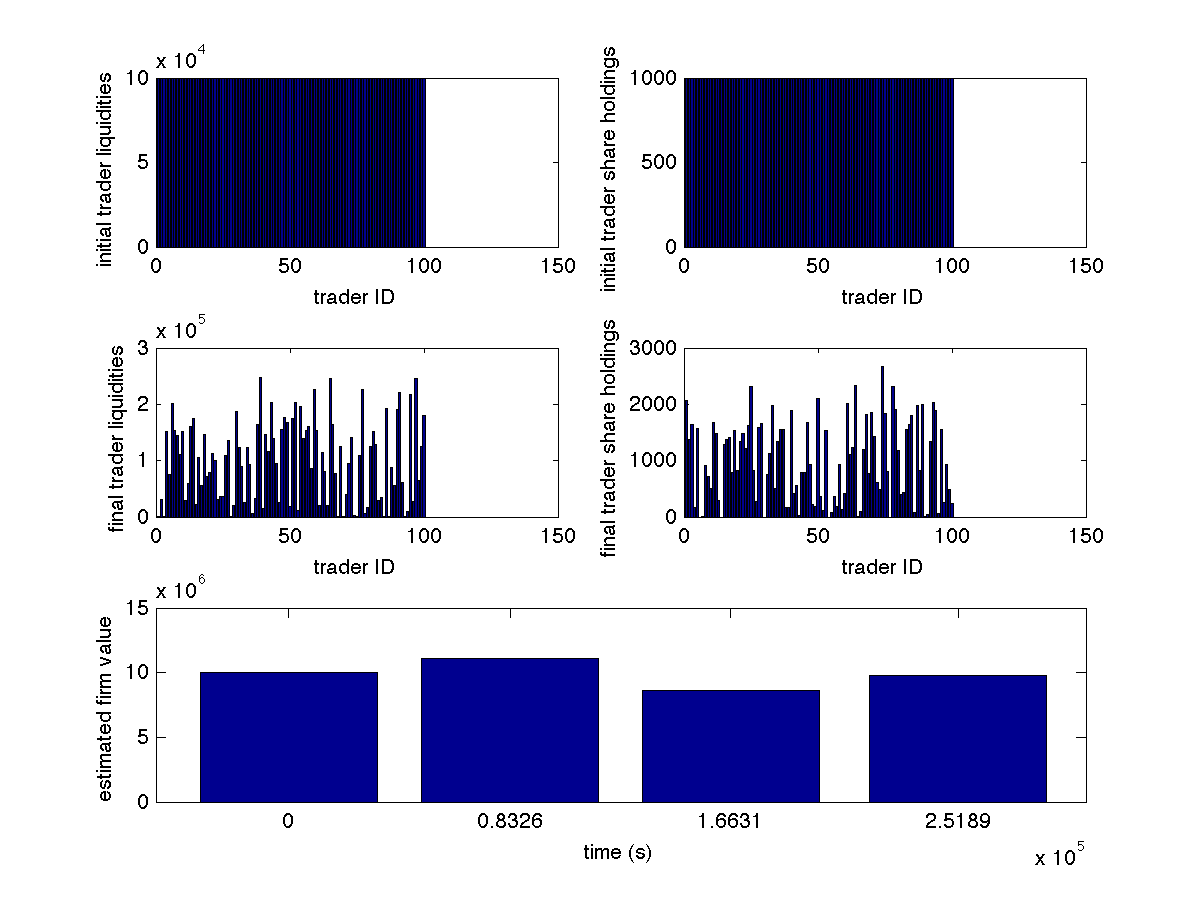 x 10^4
10
5
0
initial trader liquidities
0 50 100 150
trader ID
1000
500
0
initial trader share holdings
0 50 100 150
trader ID
x 10^5
3
2
1
0
final trader liquidities
0 50 100 150
trader ID
3000
2000
1000
0
final trader share holdings
0 50 100 150
trader ID
x 10^6
15
10
5
0
estimated firm value
0 0.8326 1.6631 2.5189
time (s)
x 10^5